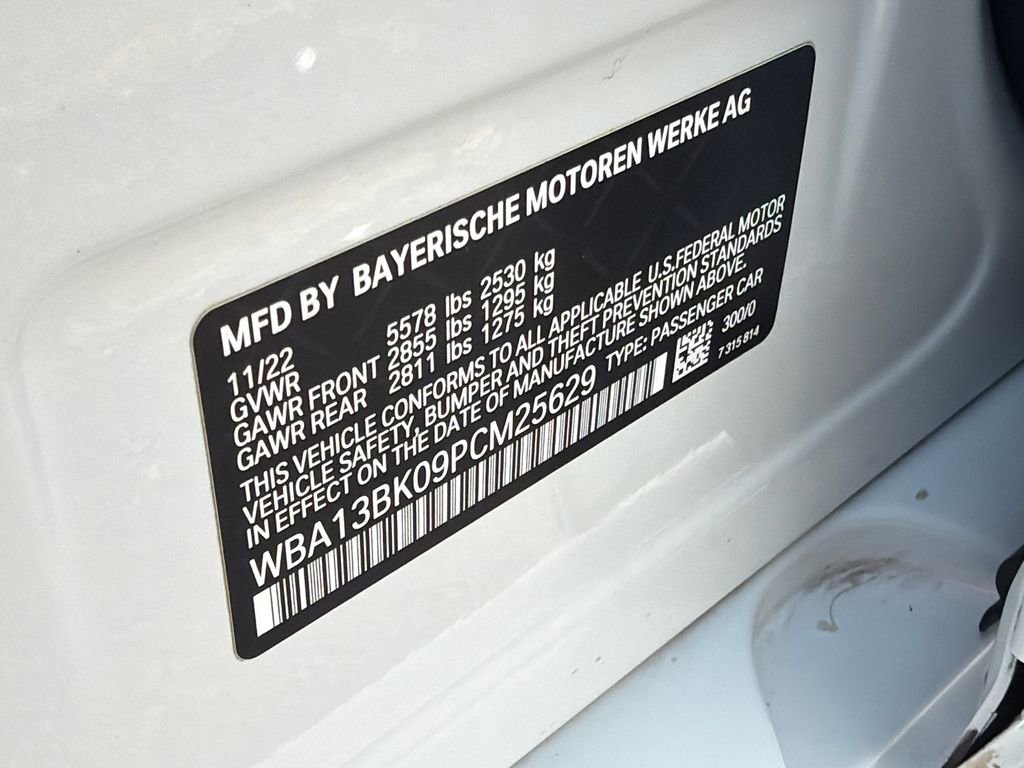 MFD BY BAYERISCHE MOTOREN WERKE AG
11/22
GVWR 5578 lbs 2530 kg
GAWR FRONT 2855 lbs 1295 kg
GAWR REAR 2811 lbs 1275 kg
THIS VEHICLE CONFORMS TO ALL APPLICABLE U.S.FEDERAL MOTOR
VEHICLE SAFETY, BUMPER AND THEFT PREVENTION STANDARDS
IN EFFECT ON THE DATE OF MANUFACTURE SHOWN ABOVE.
WBA13BK09PCM25629 TYPE: PASSENGER CAR
300/0
7 315 814